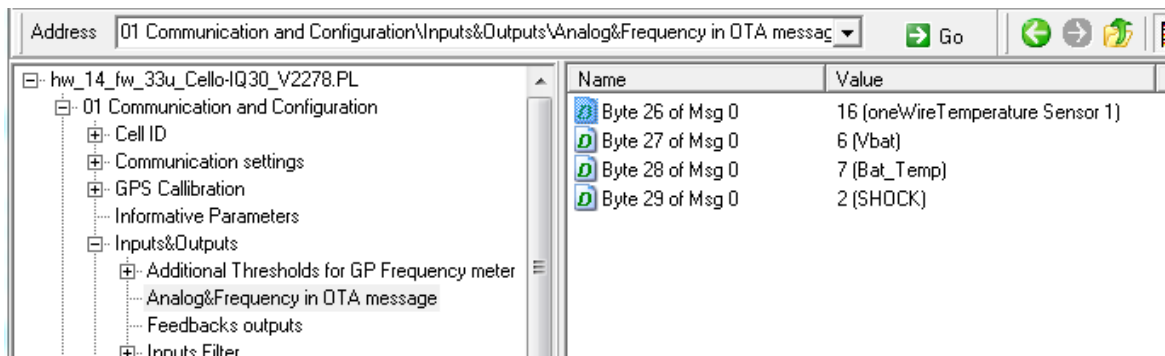 Address 01 Communication and Configuration\Inputs&Outputs\Analog&Frequency in OTA messag Go
hw_14_fw_33u_Cello-IQ30_V2278.PL
01 Communication and Configuration
Cell ID
Communication settings
GPS Callibration
Informative Parameters
Inputs&Outputs
Additional Thresholds for GP Frequency meter
Analog&Frequency in OTA message
Feedbacks outputs
Inputs Filter
Name Value
Byte 26 of Msg 0 16 (oneWireTemperature Sensor 1)
Byte 27 of Msg 0 6 (Vbat)
Byte 28 of Msg 0 7 (Bat_Temp)
Byte 29 of Msg 0 2 (SHOCK)